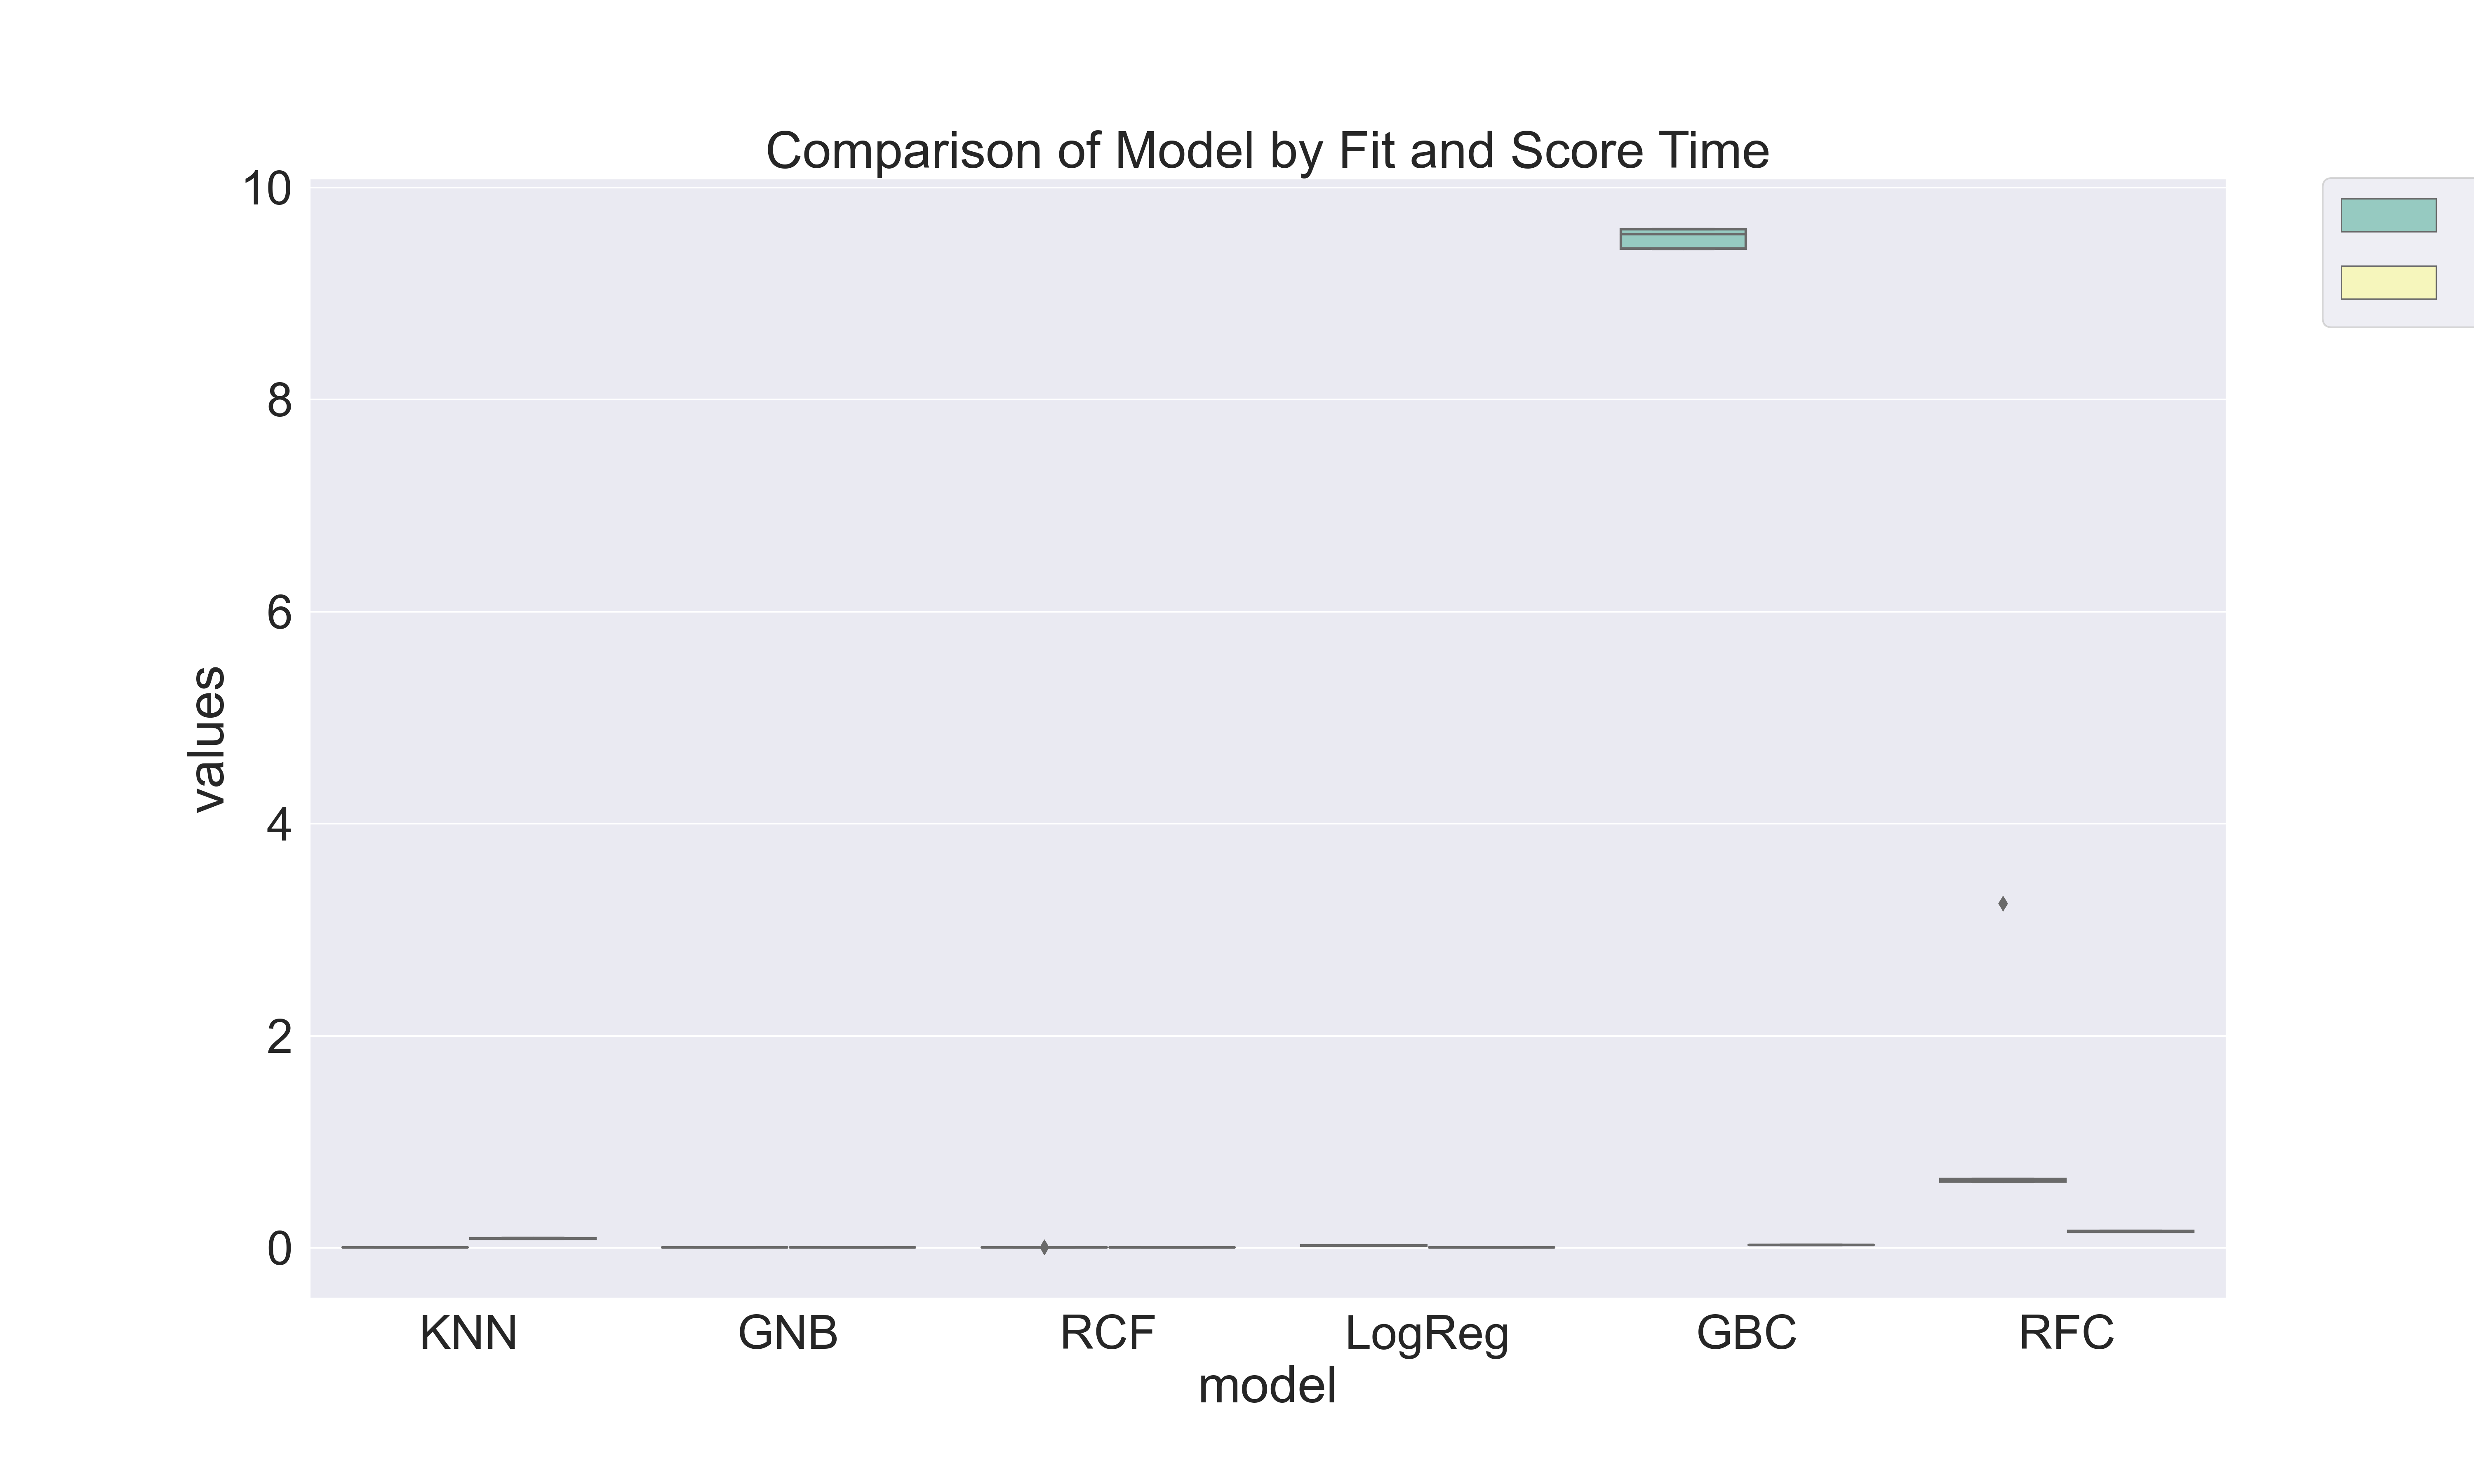 Comparison of Model by Fit and Score Time
10
8
6
4
2
0
values
KNN GNB RCF LogReg GBC RFC
model